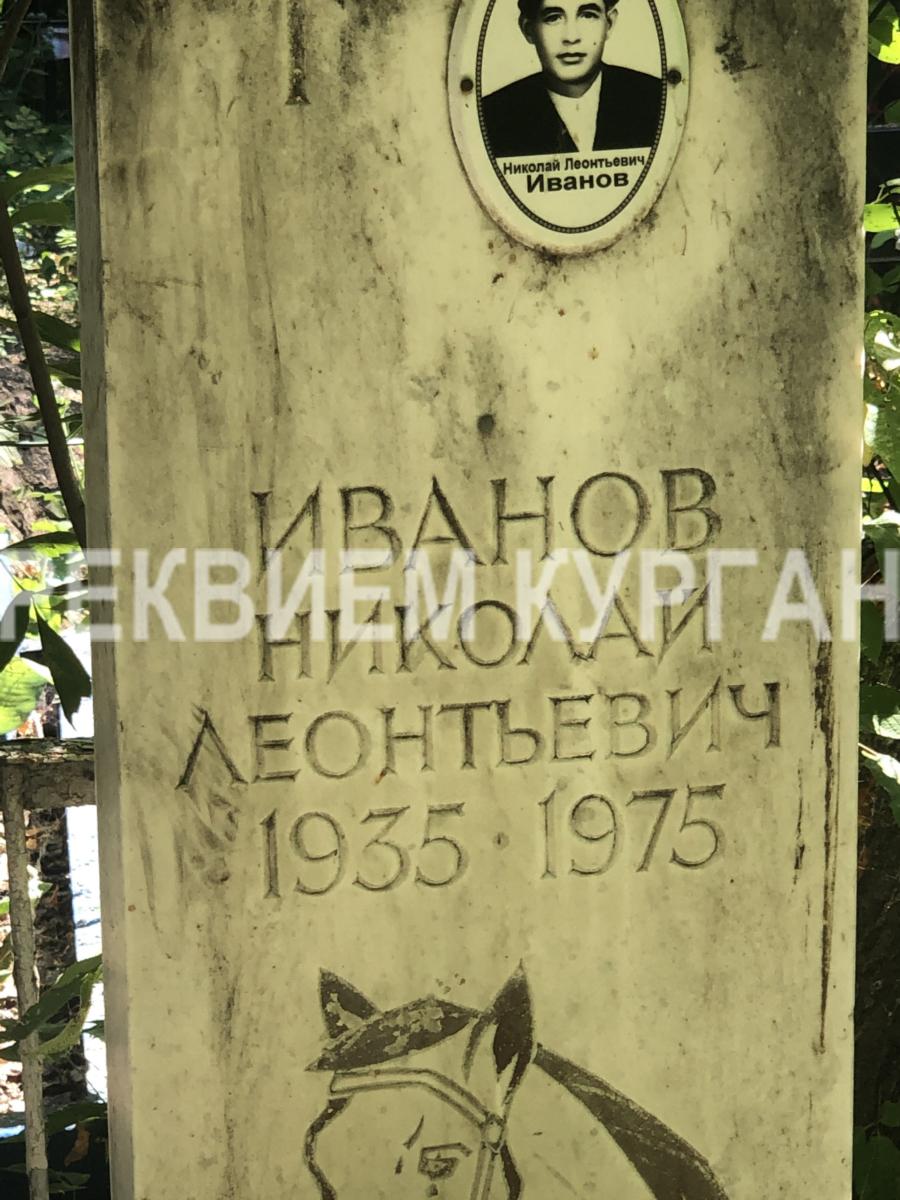 Николай Леонтьевич
Иванов
ИВАНОВ
РЕКВИЕМ КУРГАН
НИКОЛАЙ
ЛЕОНТЬЕВИЧ
1935 · 1975